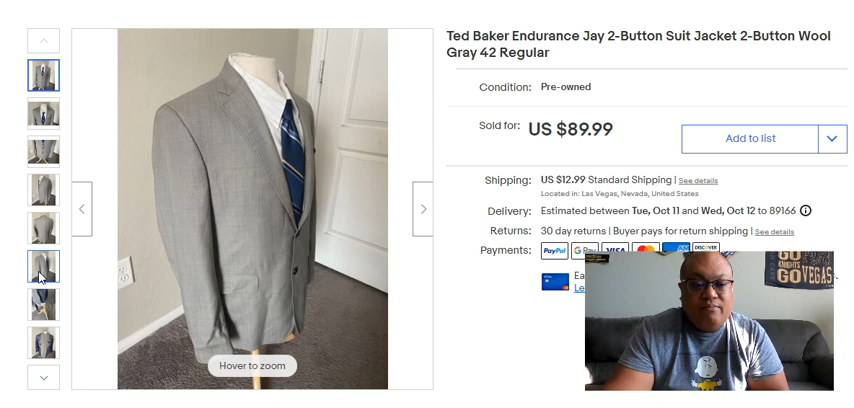 Ted Baker Endurance Jay 2-Button Suit Jacket 2-Button Wool
Gray 42 Regular
Condition: Pre-owned
Sold for: US $89.99
Add to list
Shipping: US $12.99 Standard Shipping | See details
Located in: Las Vegas, Nevada, United States
Delivery: Estimated between Tue, Oct 11 and Wed, Oct 12 to 89166
Returns: 30 day returns | Buyer pays for return shipping | See details
Payments: PayPal G Pay VISA DISCOVER
Ea
Le
Hover to zoom
GO
KNIGHTS
GO VEGAS